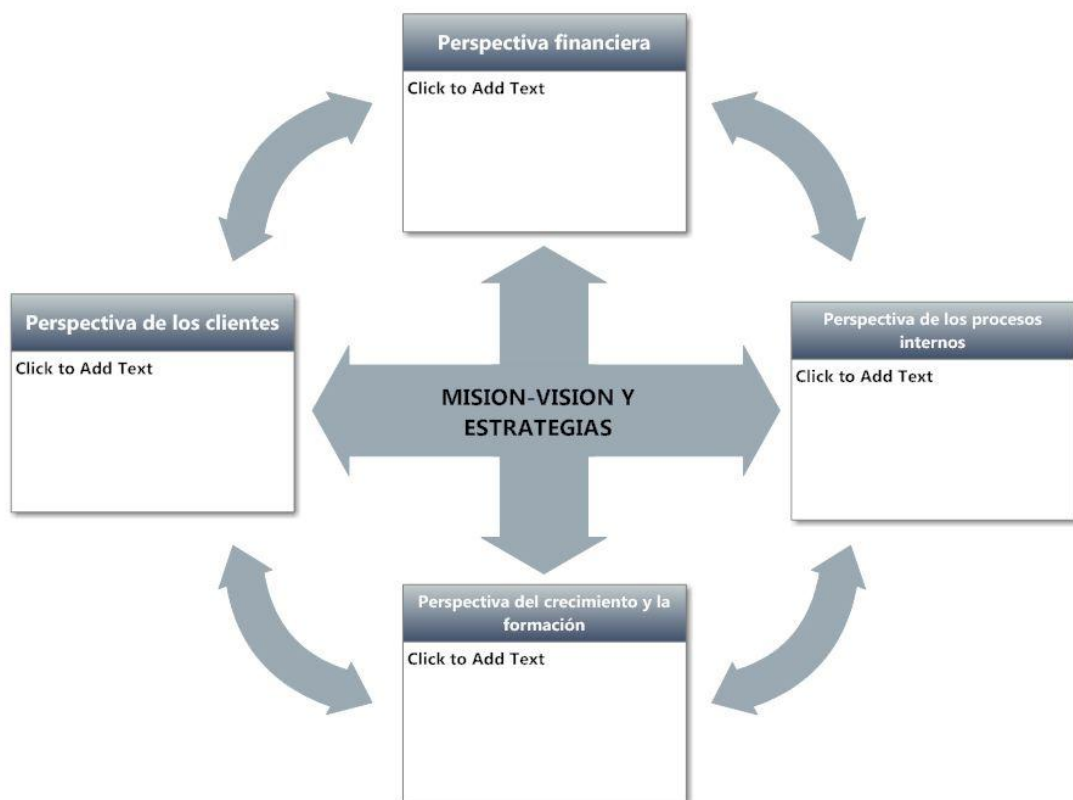 Perspectiva financiera
Click to Add Text
Perspectiva de los clientes
Click to Add Text
MISION-VISION Y
ESTRATEGIAS
Perspectiva de los procesos
internos
Click to Add Text
Perspectiva del crecimiento y la
formación
Click to Add Text